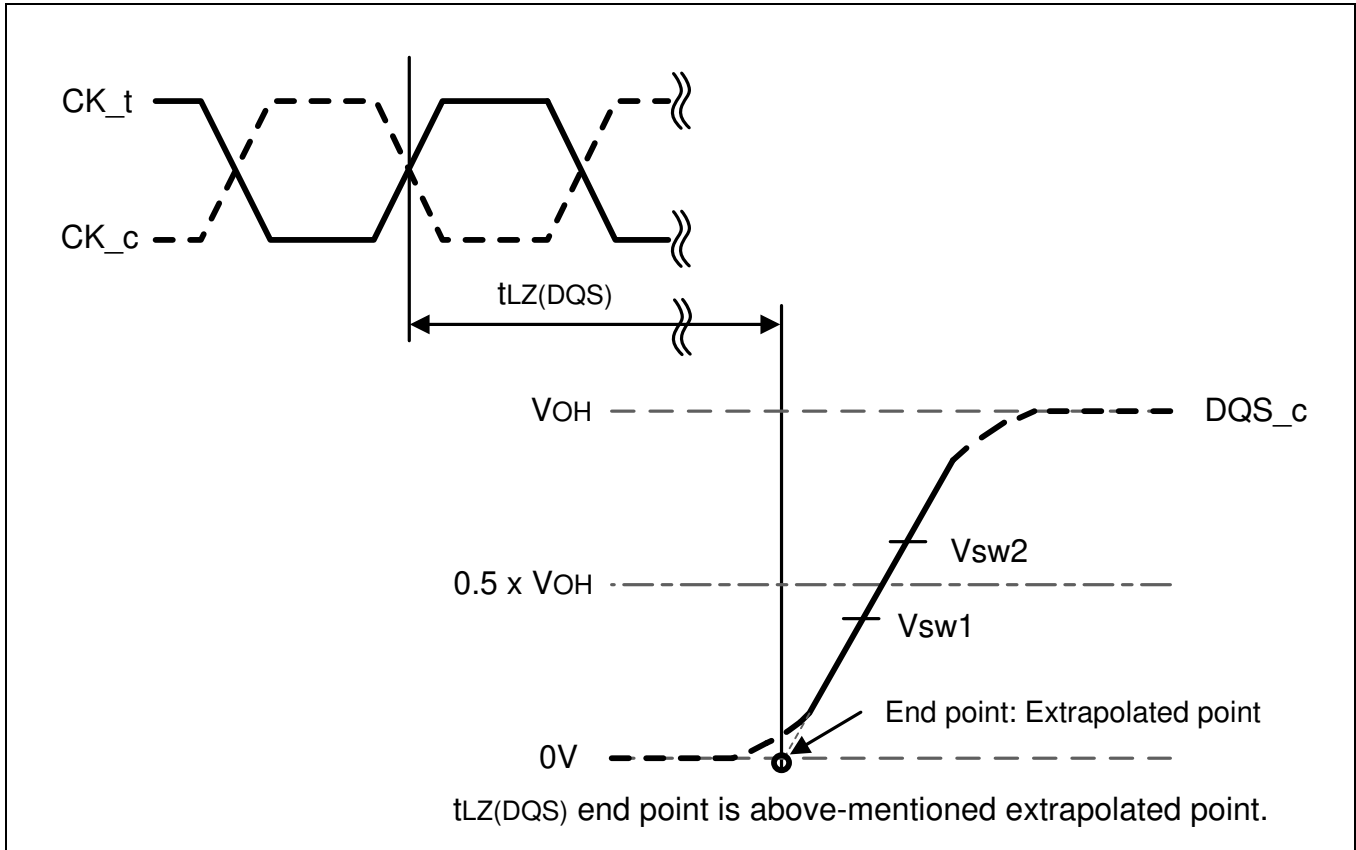 CK_t
CK_c
tLZ(DQS)
VOH
DQS_c
Vsw2
0.5 x VOH
Vsw1
End point: Extrapolated point
0V
tLZ(DQS) end point is above-mentioned extrapolated point.